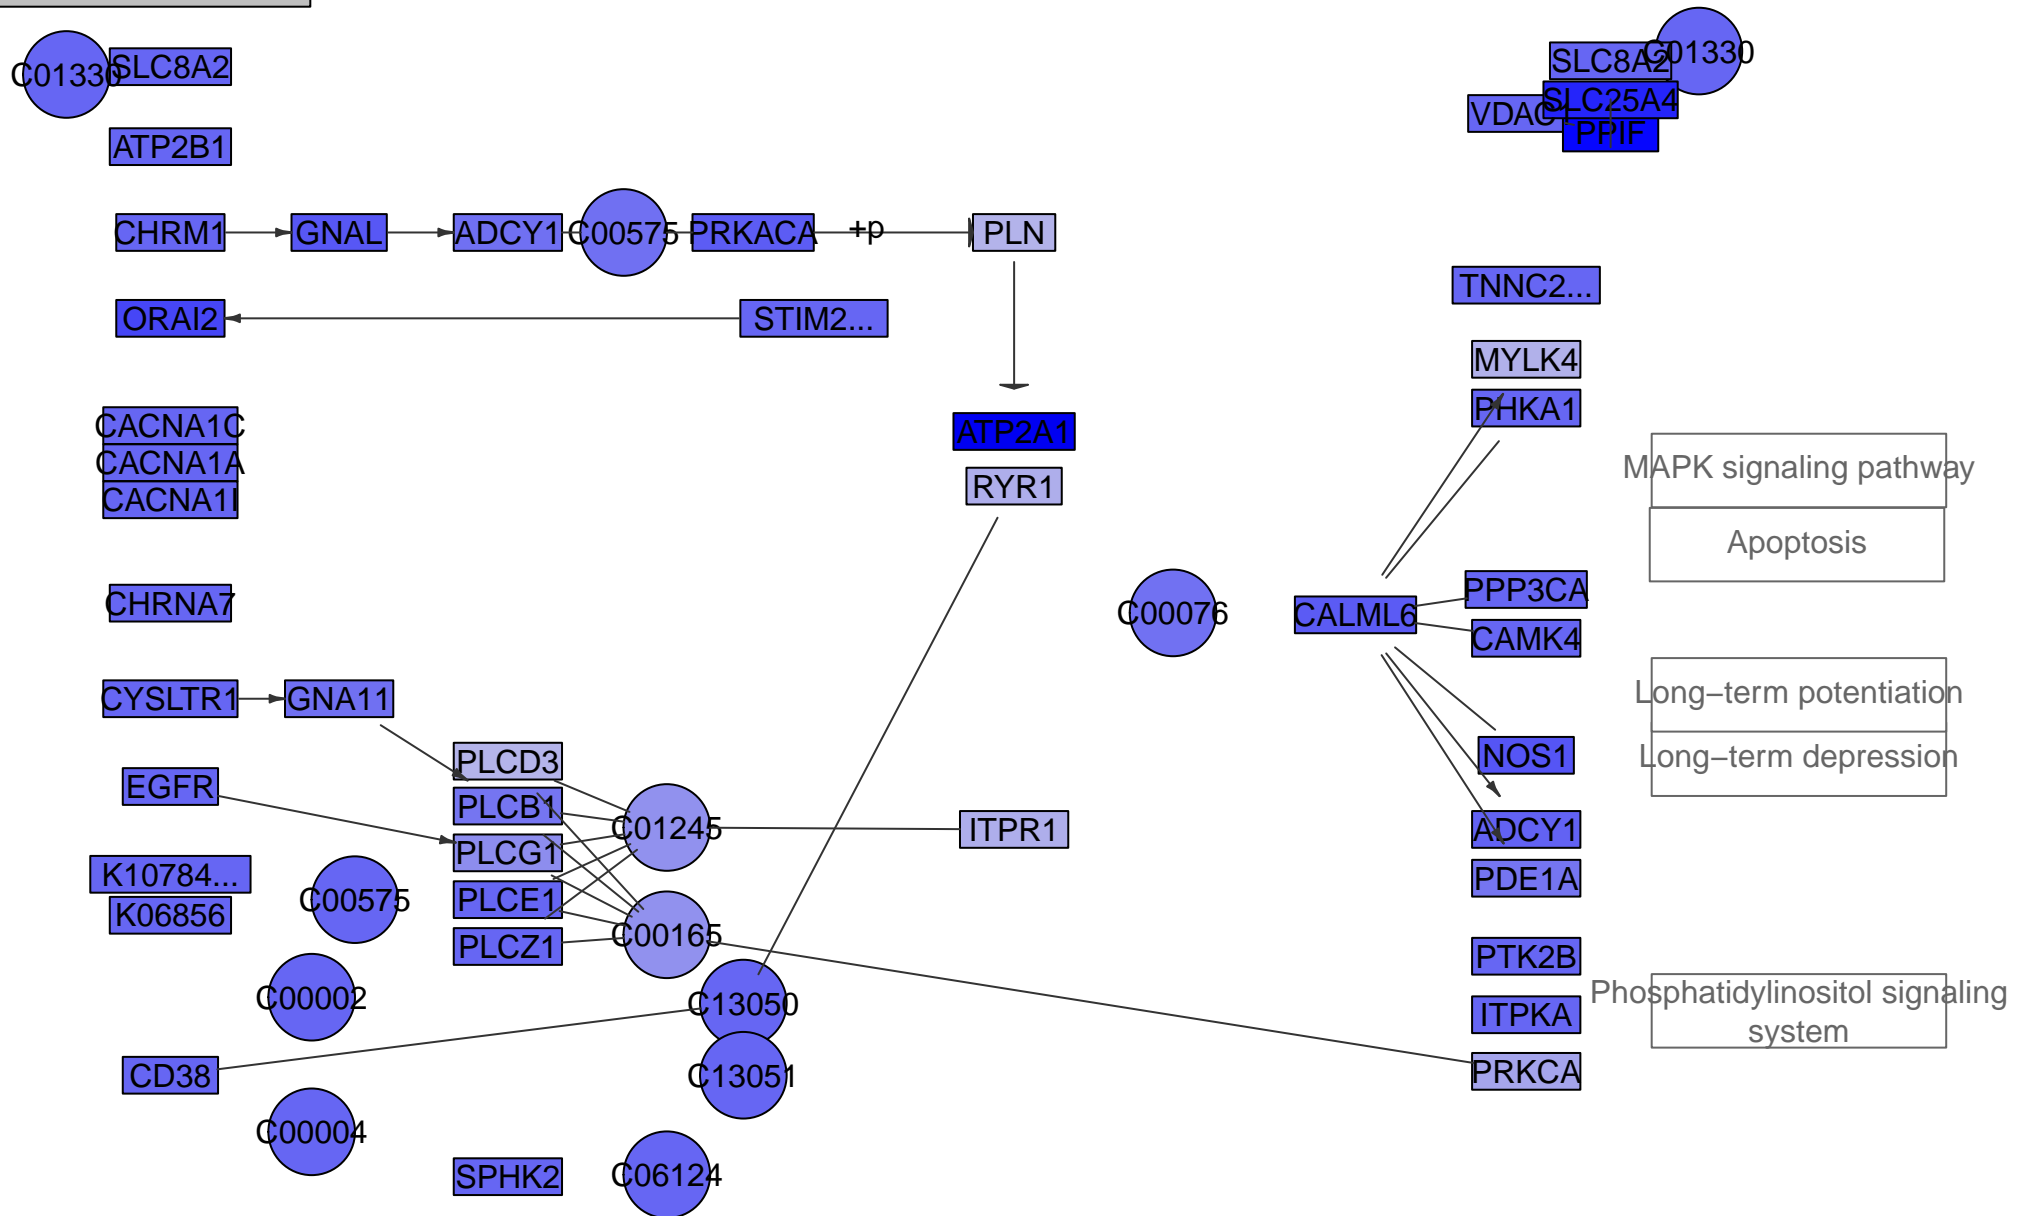 C01330
SLC8A2
SLC8A2
C01330
SLC25A4
VDAC1
PPIF
ATP2B1
CHRM1
GNAL
ADCY1
C00575
PRKACA
+p
PLN
TNNC2...
ORAI2
STIM2...
MYLK4
PHKA1
CACNA1C
CACNA1A
CACNA1I
ATP2A1
RYR1
MAPK signaling pathway
Apoptosis
CHRNA7
C00076
CALML6
PPP3CA
CAMK4
CYSLTR1
GNA11
Long−term potentiation
Long−term depression
NOS1
PLCD3
EGFR
PLCB1
C01245
ITPR1
ADCY1
PLCG1
K10784...
PDE1A
C00575
PLCE1
K06856
C00165
PLCZ1
PTK2B
C00002
C13050
ITPKA
Phosphatidylinositol signaling
system
CD38
C13051
PRKCA
C00004
SPHK2
C06124